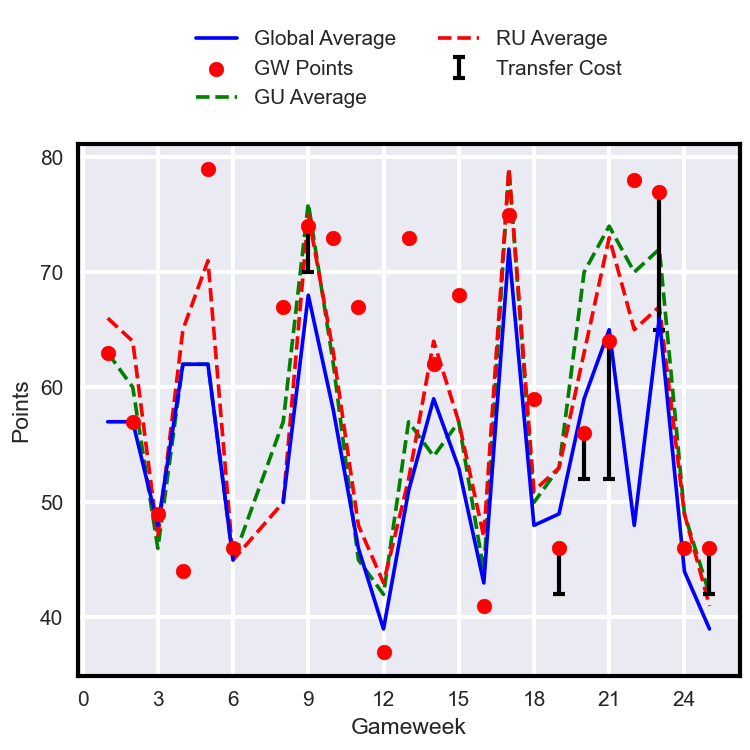 Global Average
GW Points
GU Average
RU Average
Transfer Cost
80
70
60
50
40
Points
0 3 6 9 12 15 18 21 24
Gameweek